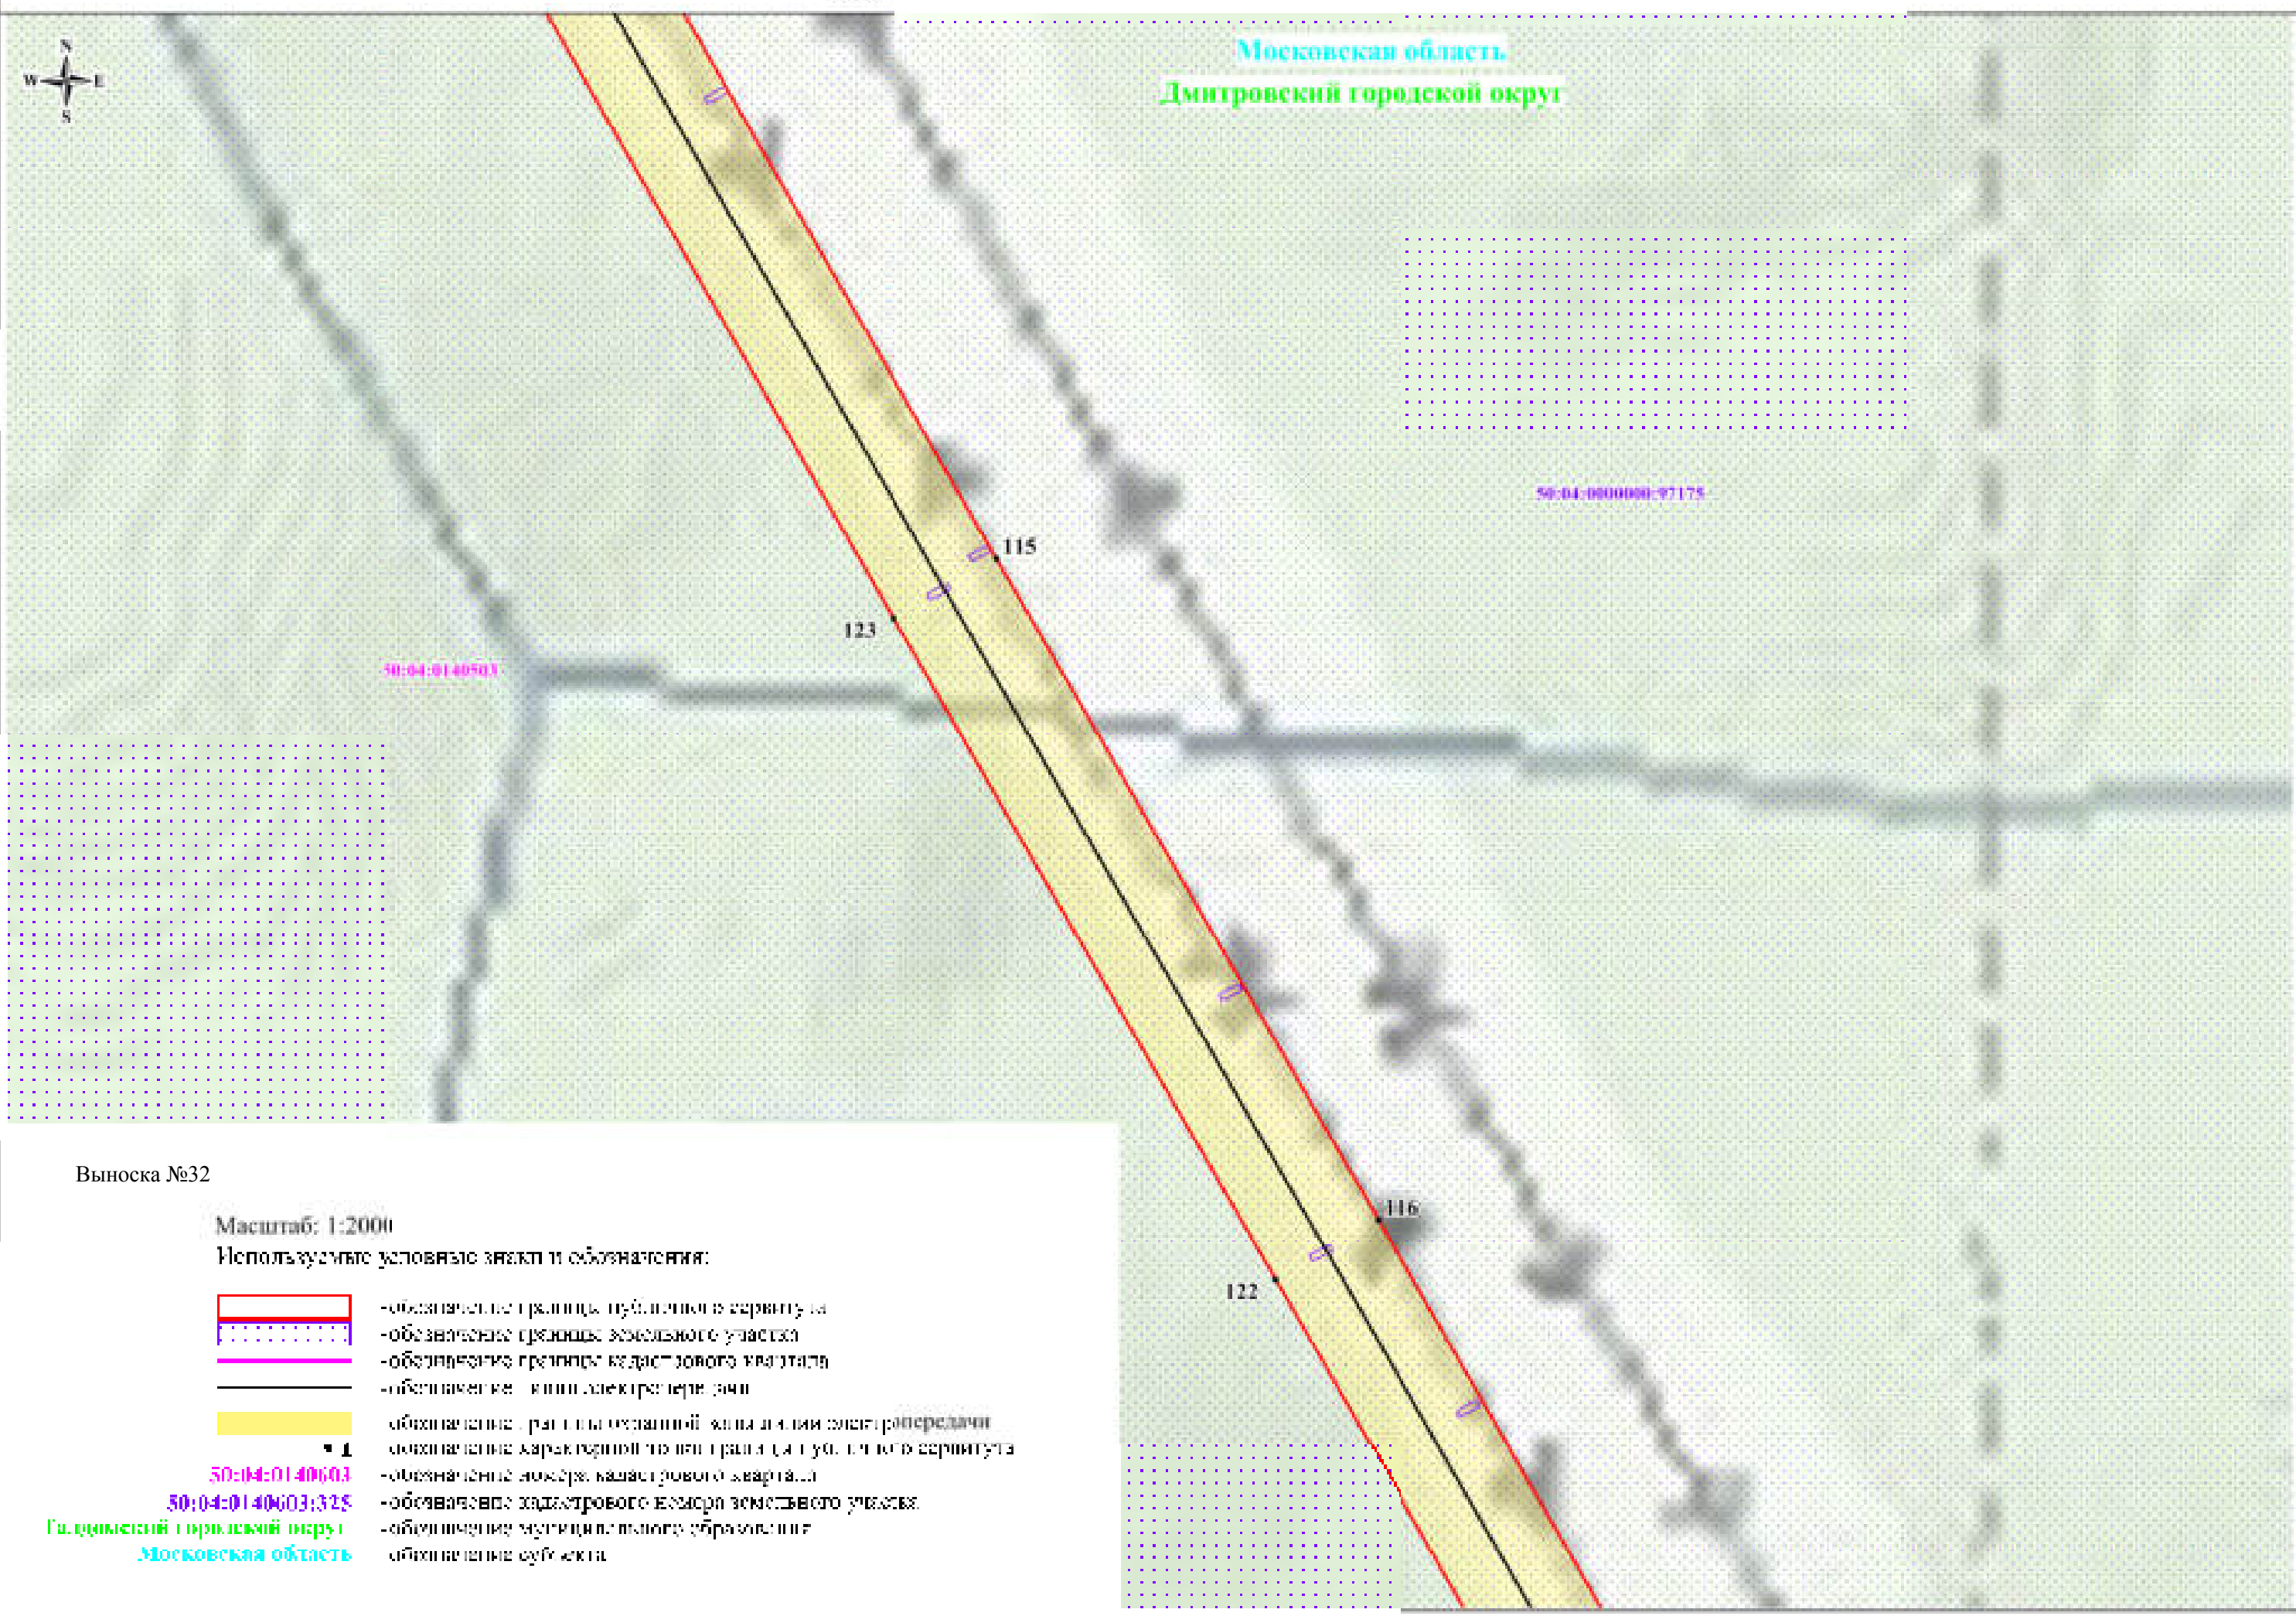 N
W E
S
Московская область
Дмитровский городской округ
50:04:0000000:97175
115
123
50:04:0140503
116
122
Выноска №32
Масштаб: 1:2000
Используемые условные знаки и обозначения:
-обозначение границы публичного сервитута
-обозначение границы земельного участка
-обозначение границы кадастрового квартала
-обозначение линии электропередачи
-обозначение границы охранной зоны линии электропередачи
1 -обозначение характерной точки границы публичного сервитута
50:04:0140603 -обозначение номера кадастрового квартала
50:04:0140603:325 -обозначение кадастрового номера земельного участка
городской округ -обозначение муниципального образования
Московская область -обозначение субъекта